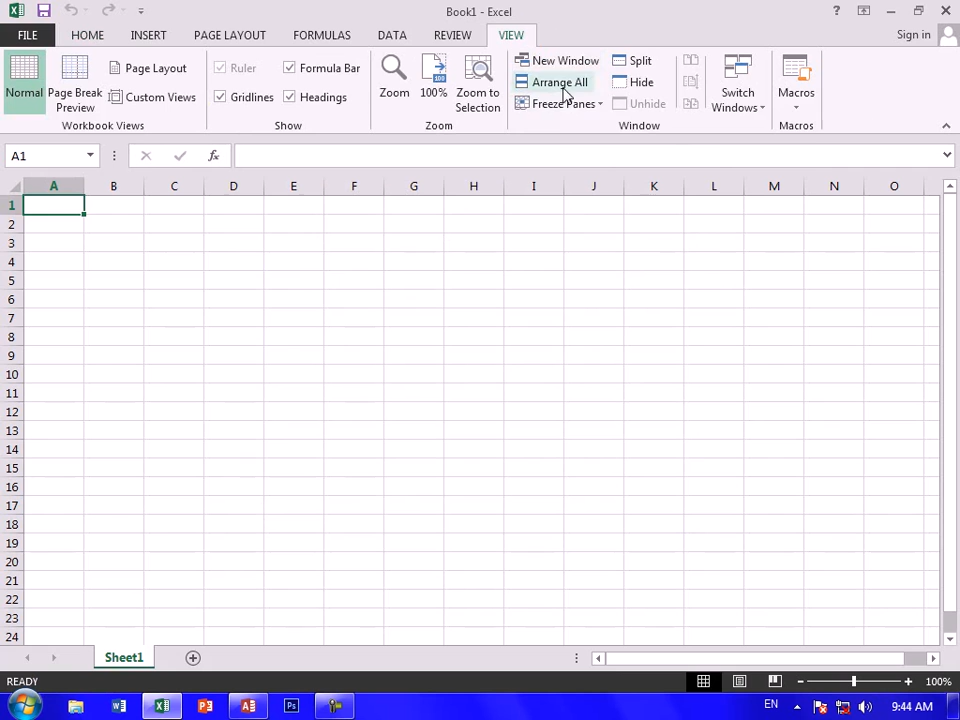 Book1 - Excel
?
FILE HOME INSERT PAGE LAYOUT FORMULAS DATA REVIEW VIEW Sign in
Normal
Page Break Preview
Page Layout
Custom Views
Workbook Views
Ruler
Formula Bar
Gridlines
Headings
Show
Zoom
100%
Zoom to Selection
Zoom
New Window
Arrange All
Freeze Panes
Split
Hide
Unhide
Switch Windows
Window
Macros
Macros
A1
fx
A B C D E F G H I J K L M N O
1
2
3
4
5
6
7
8
9
10
11
12
13
14
15
16
17
18
19
20
21
22
23
24
Sheet1
READY
100%
EN
9:44 AM